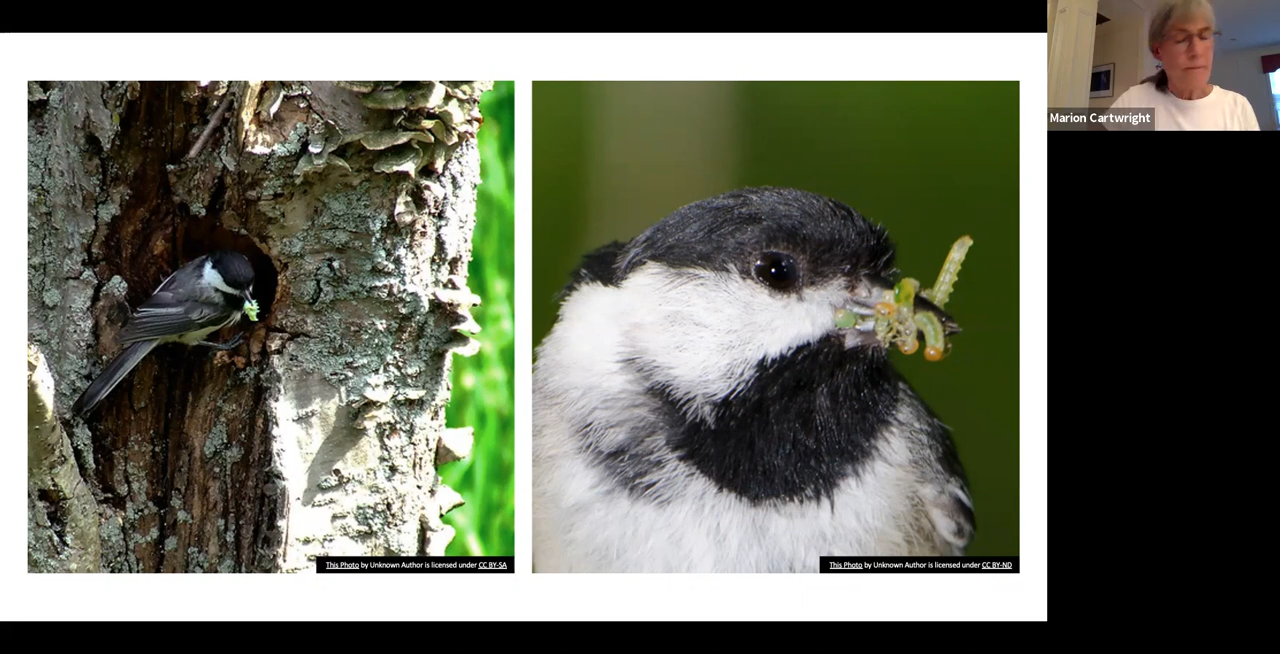 Marion Cartwright
This Photo by Unknown Author is licensed under CC BY-SA
This Photo by Unknown Author is licensed under CC BY-ND